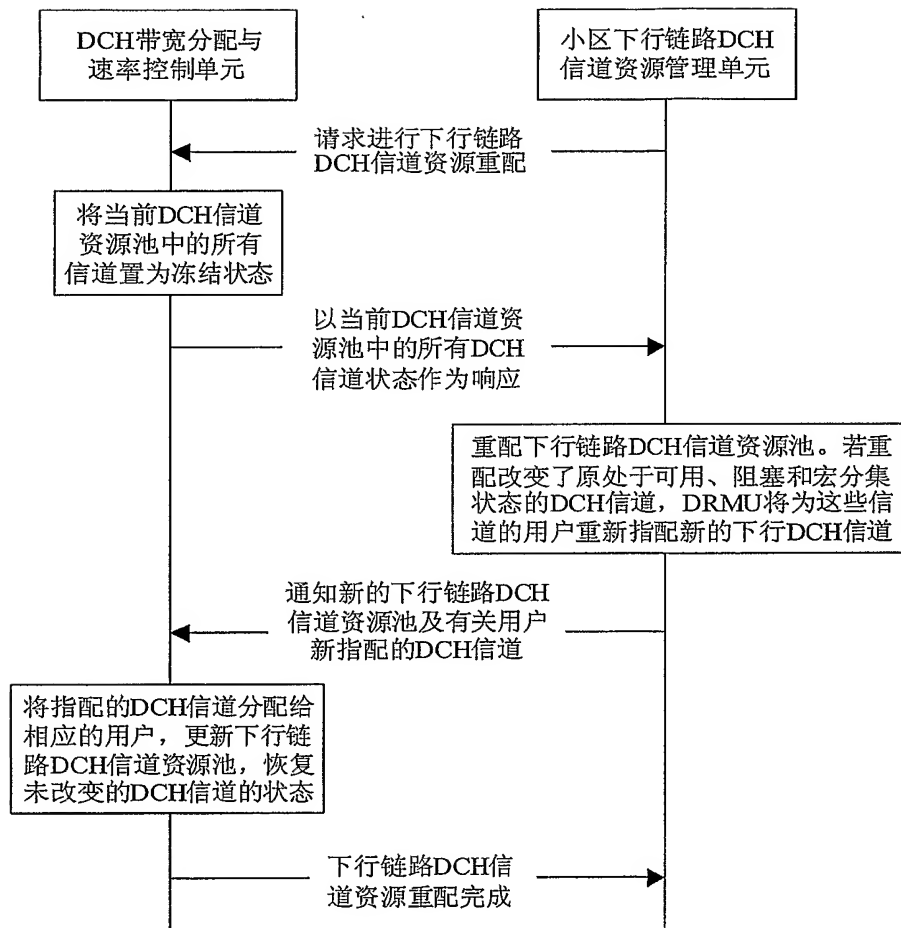 DCH带宽分配与
速率控制单元
小区下行链路DCH
信道资源管理单元
请求进行下行链路
DCH信道资源重配
将当前DCH信道
资源池中的所有
信道置为冻结状态
以当前DCH信道资
源池中的所有DCH
信道状态作为响应
重配下行链路DCH信道资源池。若重
配改变了原处于可用、阻塞和宏分集
状态的DCH信道，DRMU将为这些信
道的用户重新指配新的下行DCH信道
通知新的下行链路DCH
信道资源池及有关用户
新指配的DCH信道
将指配的DCH信道分配给
相应的用户，更新下行链
路DCH信道资源池，恢复
未改变的DCH信道的状态
下行链路DCH信
道资源重配完成